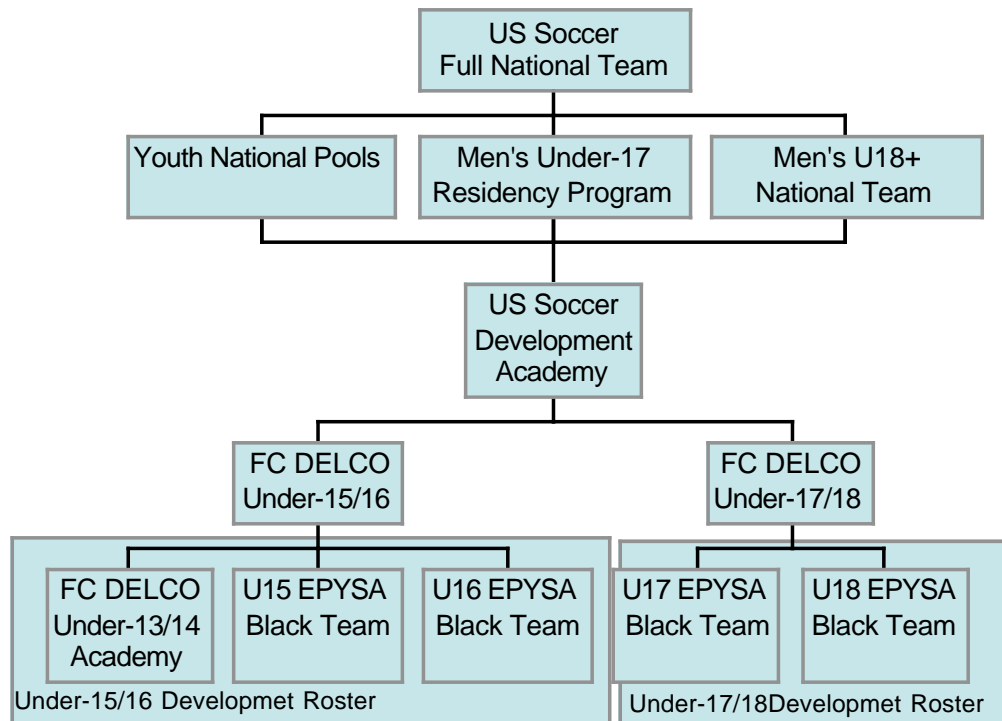 US Soccer
Full National Team
Youth National Pools
Men's Under-17
Residency Program
Men's U18+
National Team
US Soccer
Development
Academy
FC DELCO
Under-15/16
FC DELCO
Under-17/18
FC DELCO
Under-13/14
Academy
U15 EPYSA
Black Team
U16 EPYSA
Black Team
U17 EPYSA
Black Team
U18 EPYSA
Black Team
Under-15/16 Developmet Roster
Under-17/18Developmet Roster